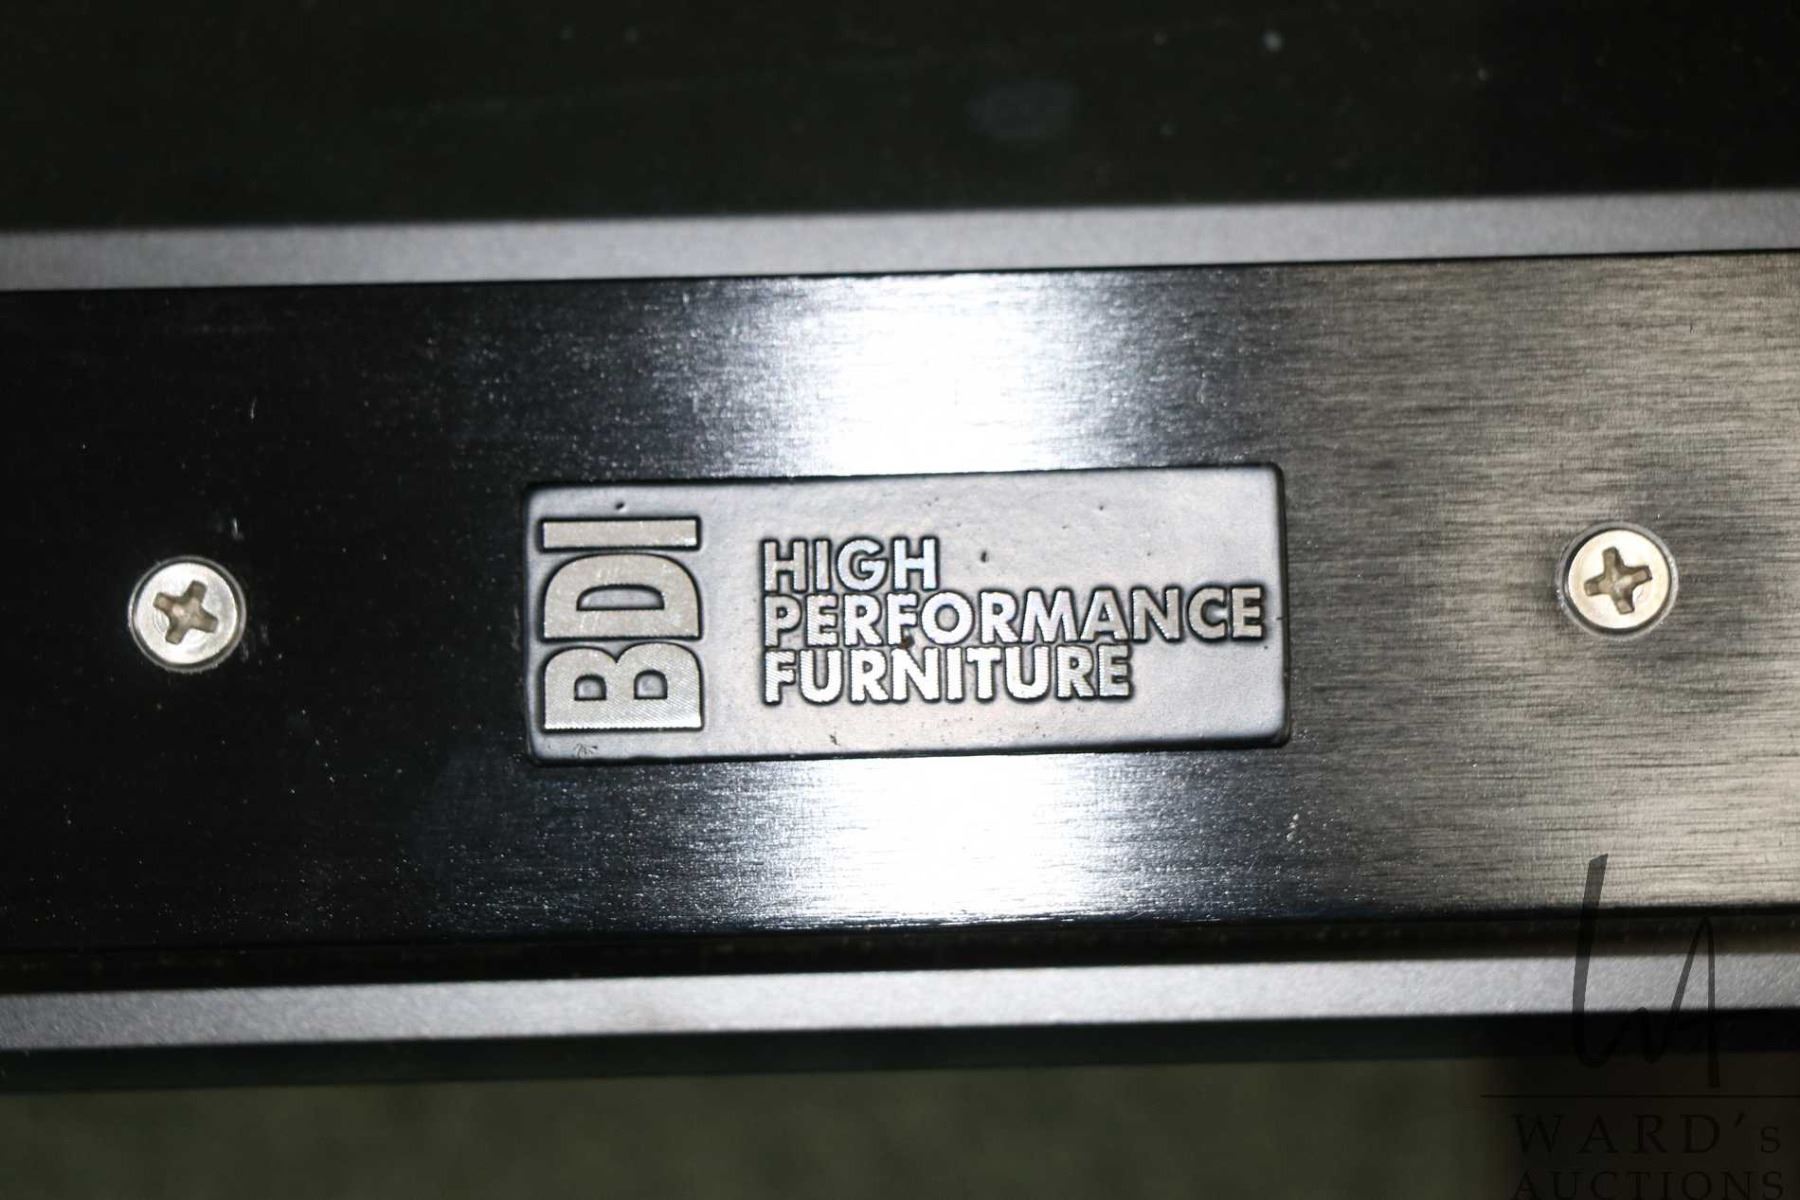 BDI
HIGH
PERFORMANCE
FURNITURE
WARD's
AUCTIONS